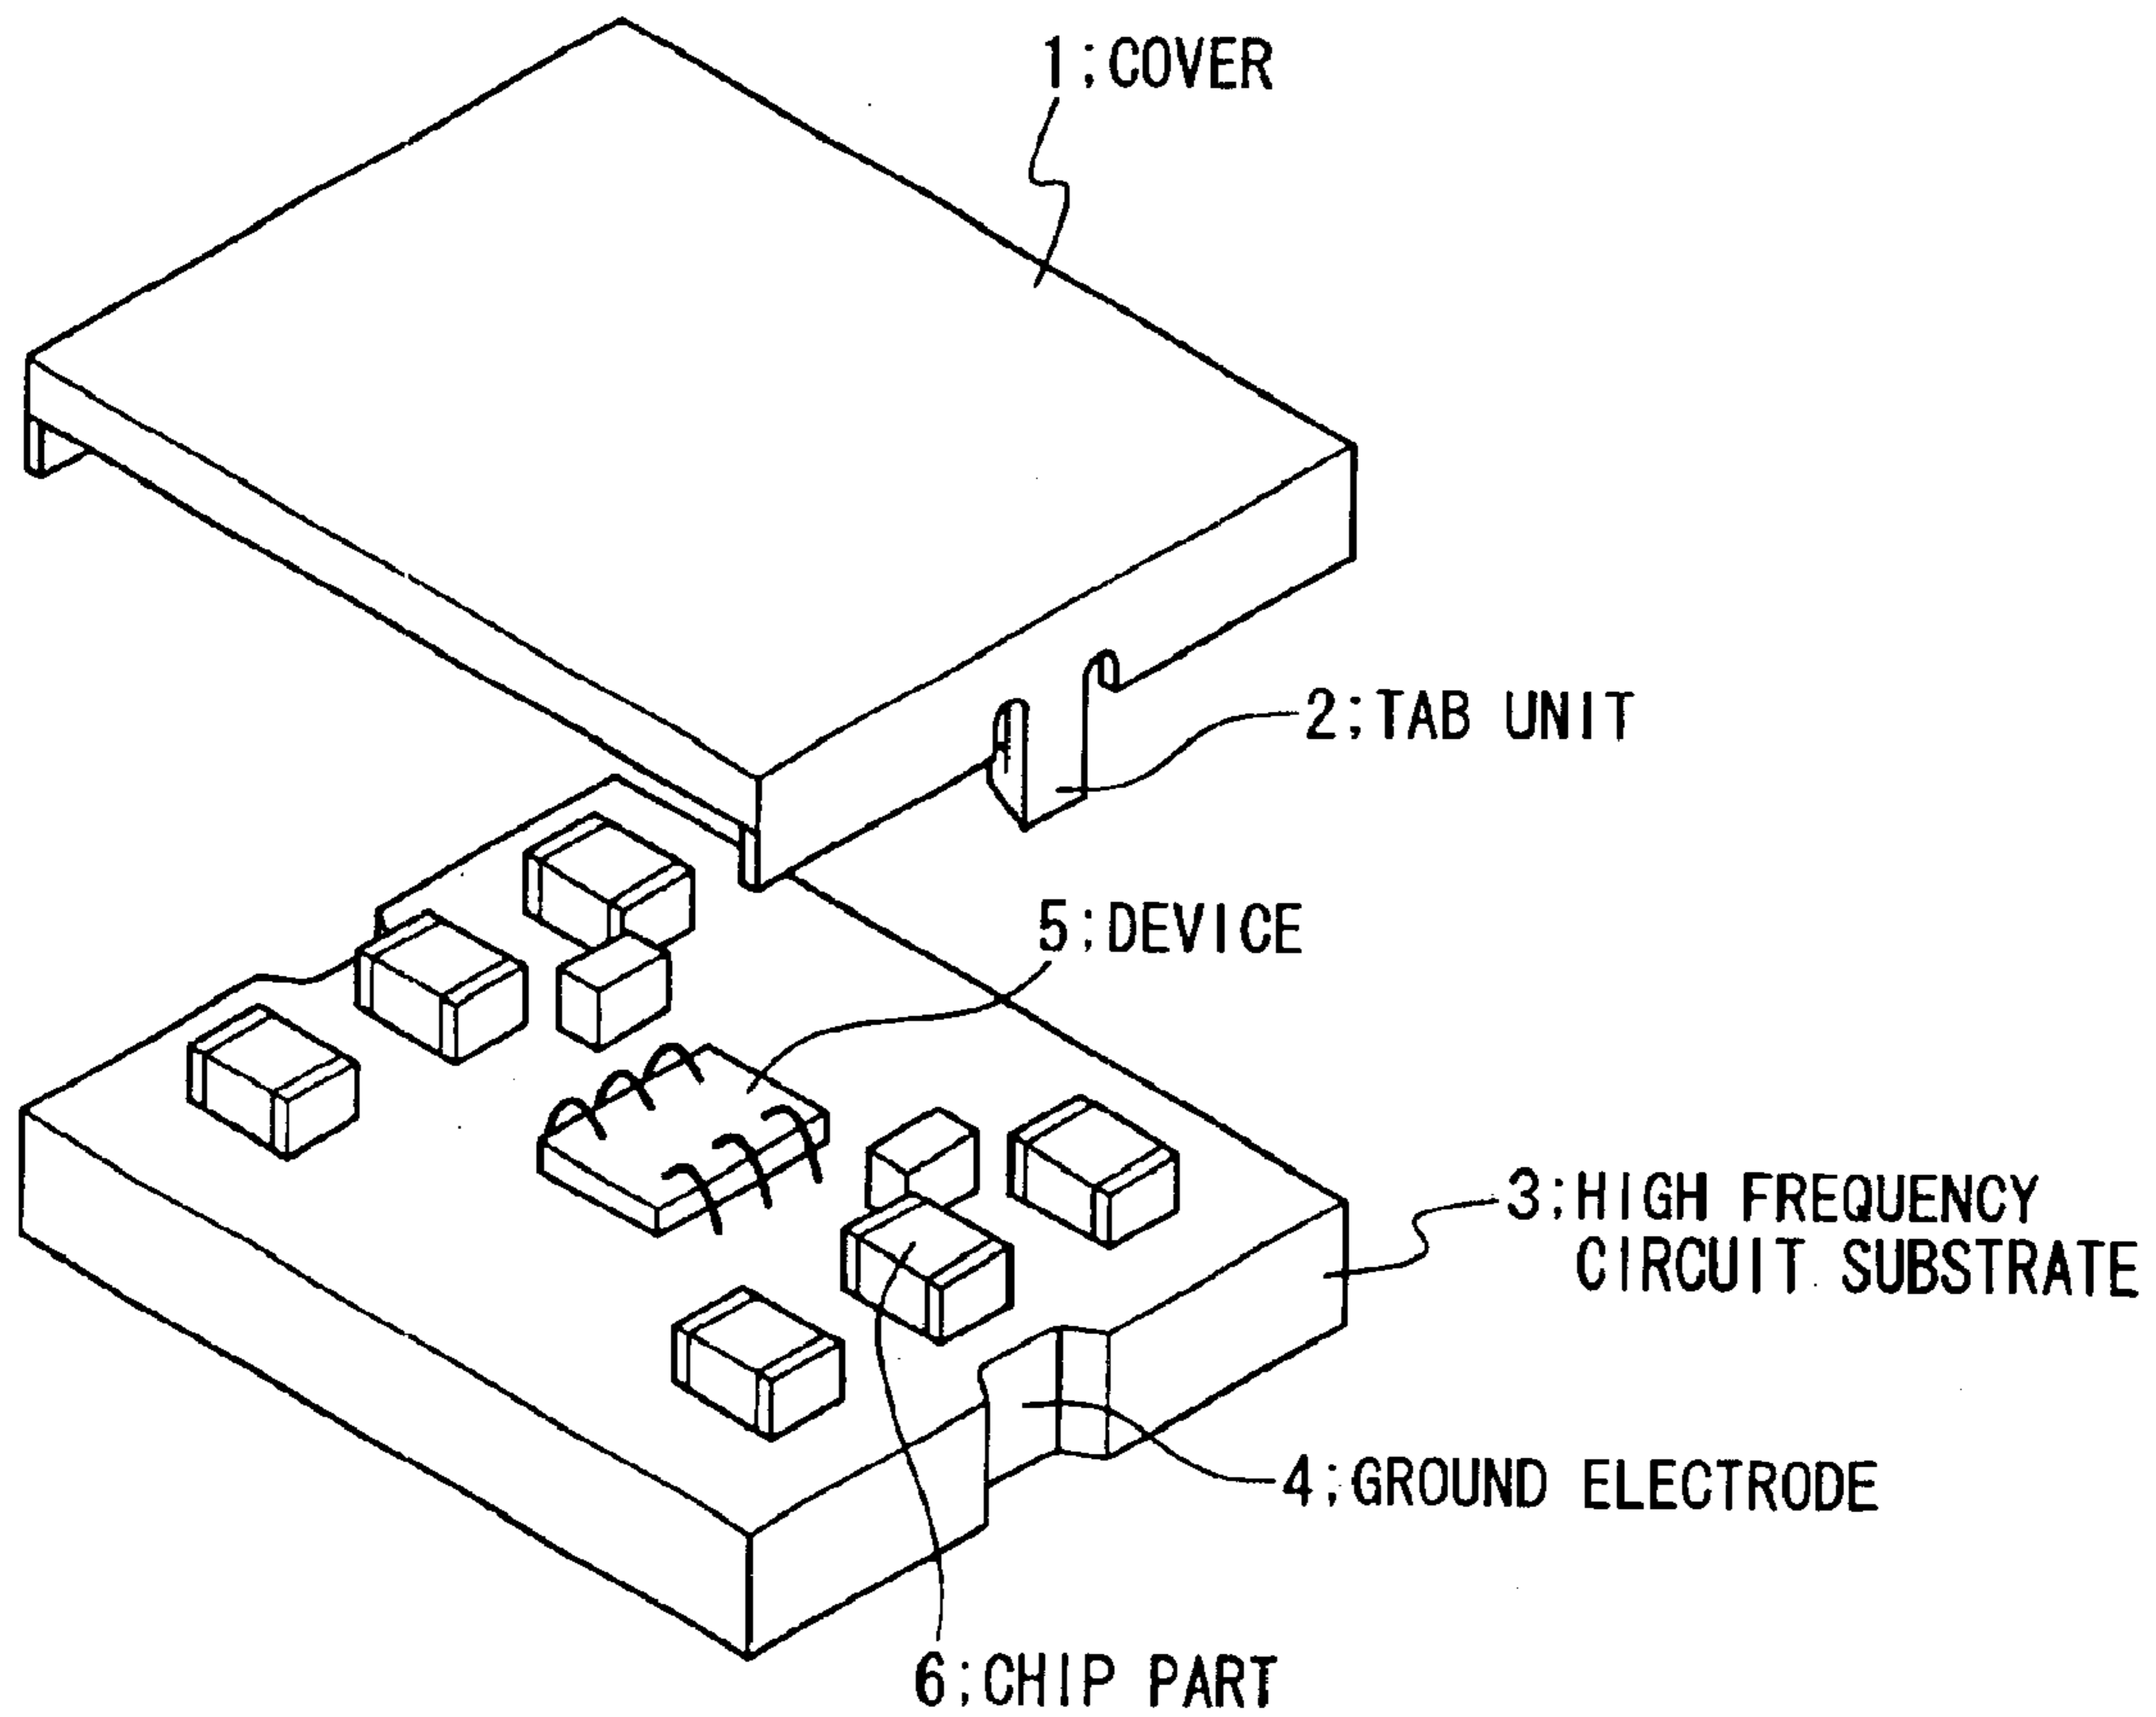 1;COVER
2;TAB UNIT
5;DEVICE
3;HIGH FREQUENCY
CIRCUIT SUBSTRATE
4;GROUND ELECTRODE
6;CHIP PART